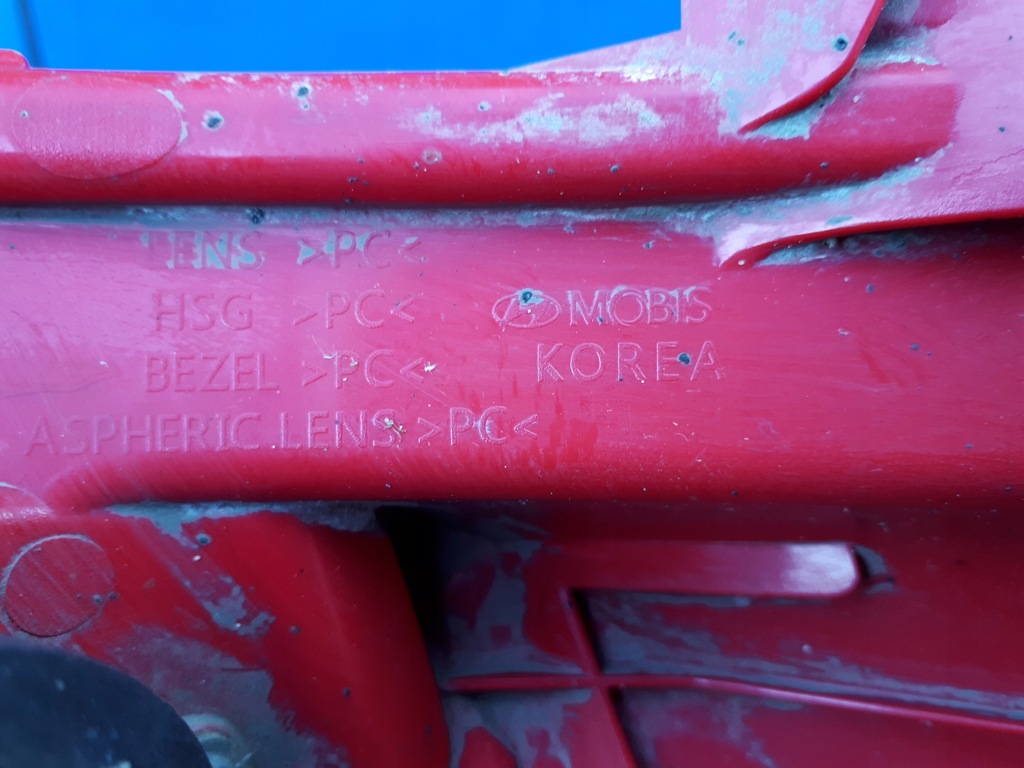 LENS >PC<
HSG >PC<
BEZEL >PC<
ASPHERIC LENS >PC<
MOBIS
KOREA